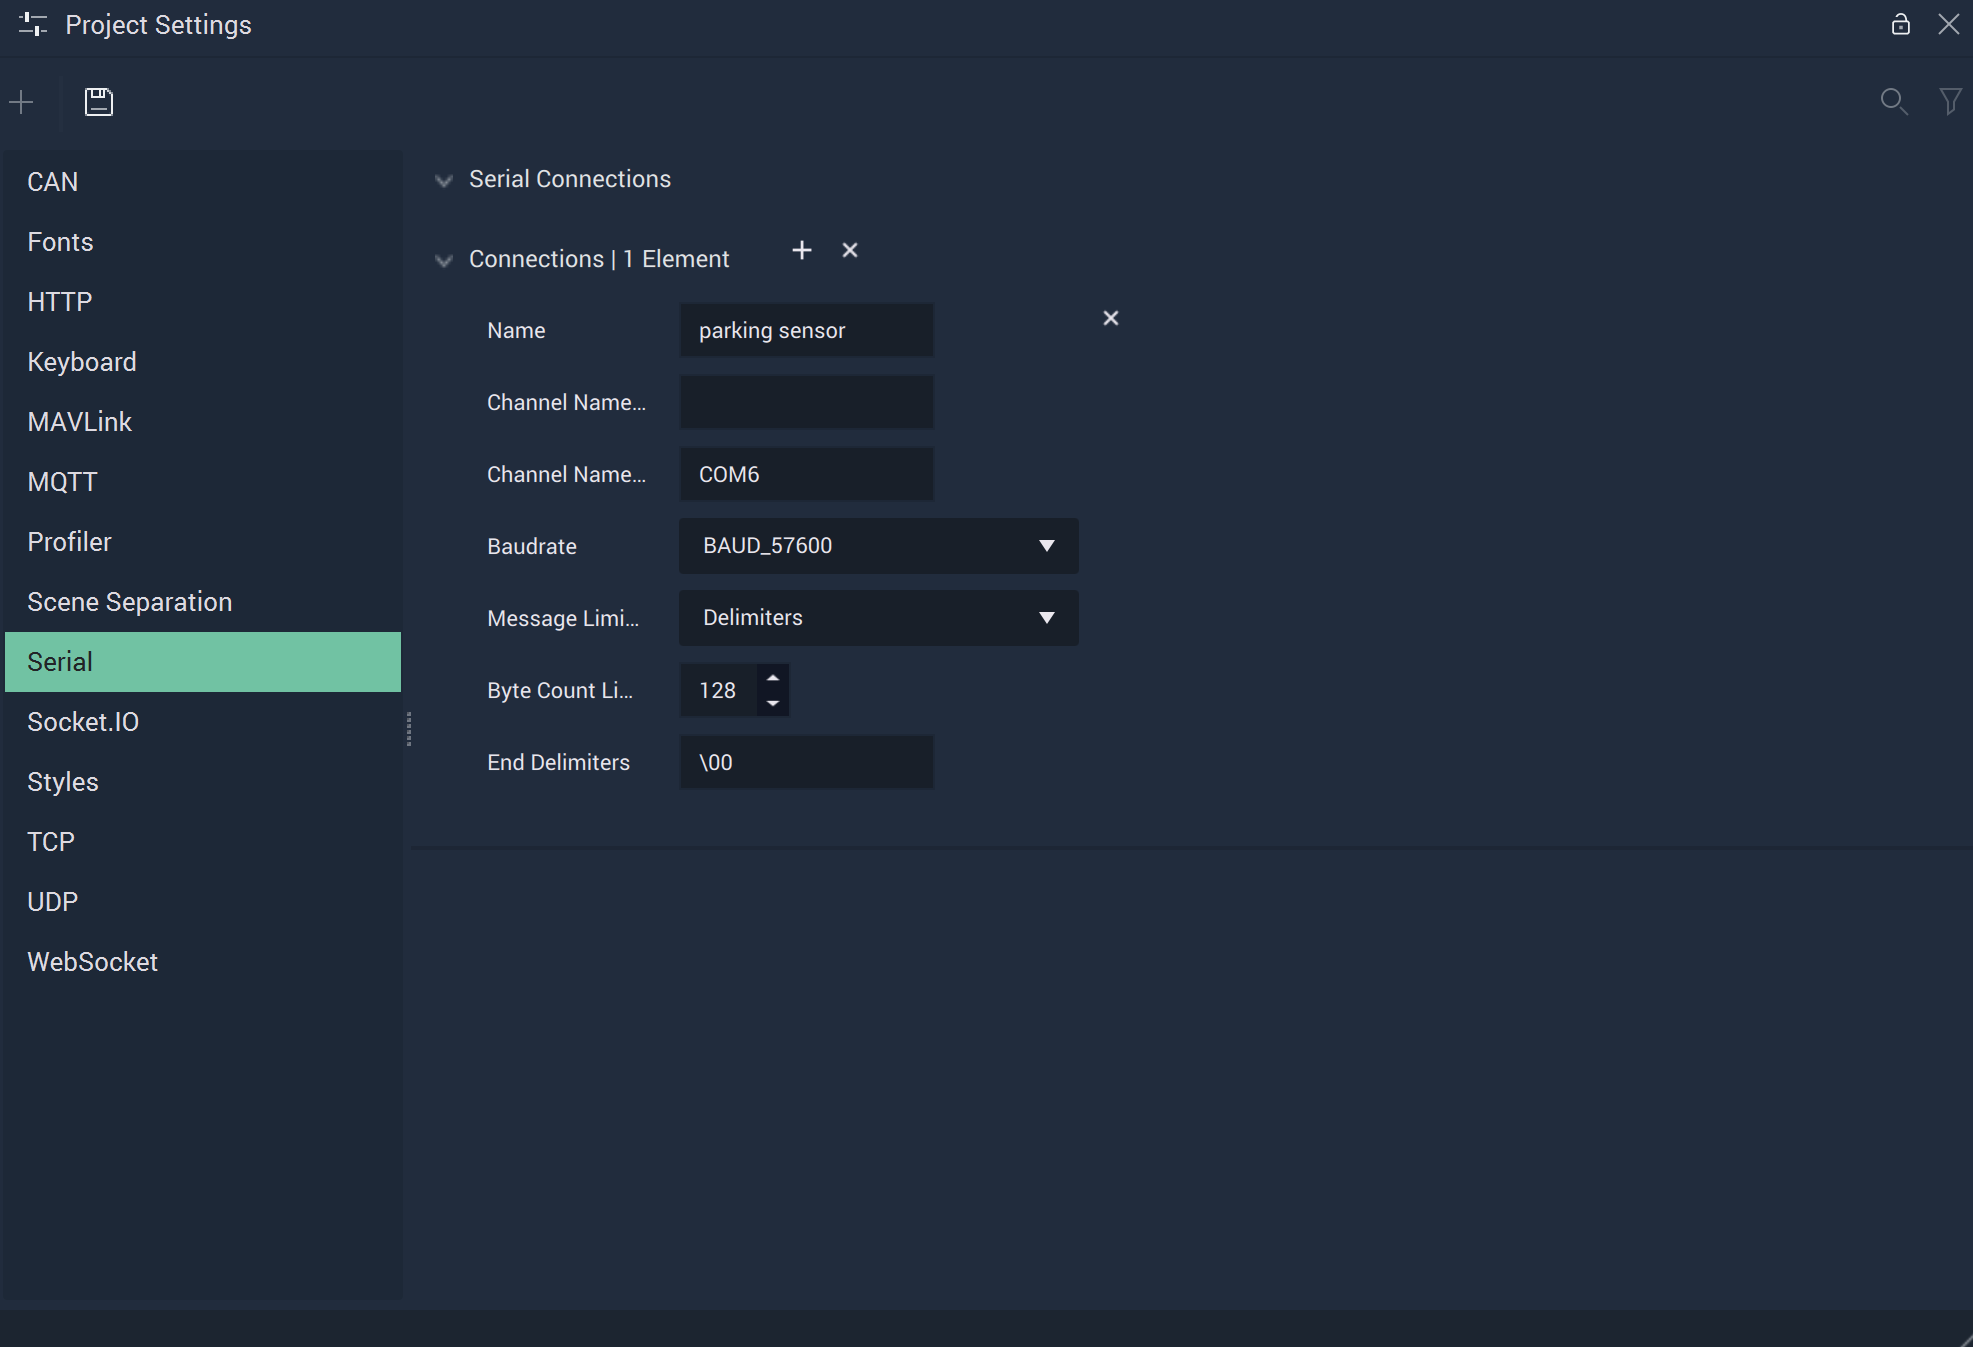 Project Settings
CAN
Fonts
HTTP
Keyboard
MAVLink
MQTT
Profiler
Scene Separation
Serial
Socket.IO
Styles
TCP
UDP
WebSocket
Serial Connections
Connections | 1 Element
Name parking sensor
Channel Name...
Channel Name... COM6
Baudrate BAUD_57600
Message Limi... Delimiters
Byte Count Li... 128
End Delimiters \00